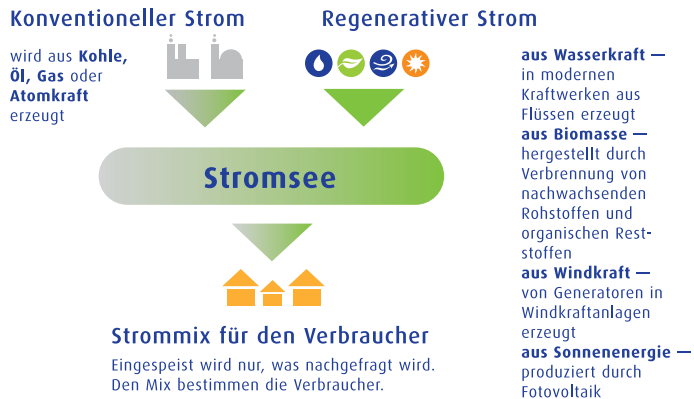 Konventioneller Strom
wird aus Kohle,
Öl, Gas oder
Atomkraft
erzeugt
Regenerativer Strom
aus Wasserkraft —
in modernen
Kraftwerken aus
Flüssen erzeugt
aus Biomasse —
hergestellt durch
Verbrennung von
nachwachsenden
Rohstoffen und
organischen Rest-
stoffen
aus Windkraft —
von Generatoren in
Windkraftanlagen
erzeugt
aus Sonnenenergie —
produziert durch
Fotovoltaik
Stromsee
Strommix für den Verbraucher
Eingespeist wird nur, was nachgefragt wird.
Den Mix bestimmen die Verbraucher.